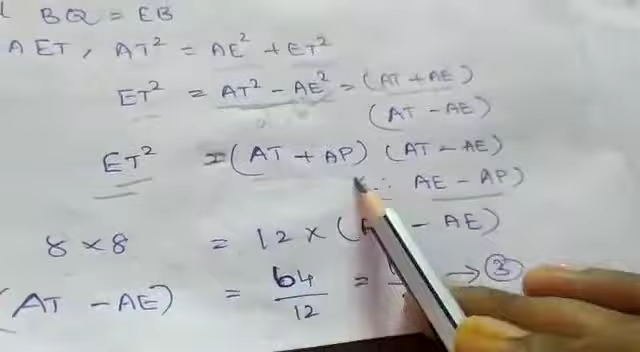 BQ = EB
AET, AT² = AE² + ET²
ET² = AT² - AE² = (AT + AE)
(AT - AE)
ET² = (AT + AP) (AT - AE)
∴ AE - AP)
8 × 8 = 12 × ( - AE)
(AT - AE) = 64/12 = → ③